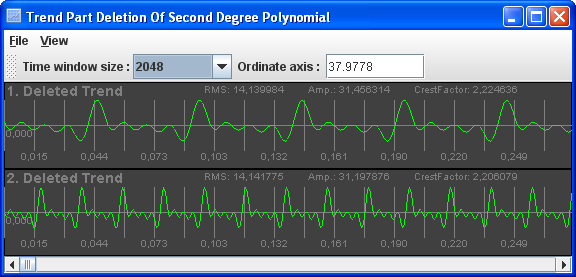 Trend Part Deletion Of Second Degree Polynomial
File View
Time window size : 2048 Ordinate axis : 37.9778
1. Deleted Trend RMS: 14,139984 Amp.: 31,456314 CrestFactor: 2,224636
0,000
0,015 0,044 0,073 0,103 0,132 0,161 0,190 0,220 0,249
2. Deleted Trend RMS: 14,141775 Amp.: 31,197876 CrestFactor: 2,206079
0,000
0,015 0,044 0,073 0,103 0,132 0,161 0,190 0,220 0,249